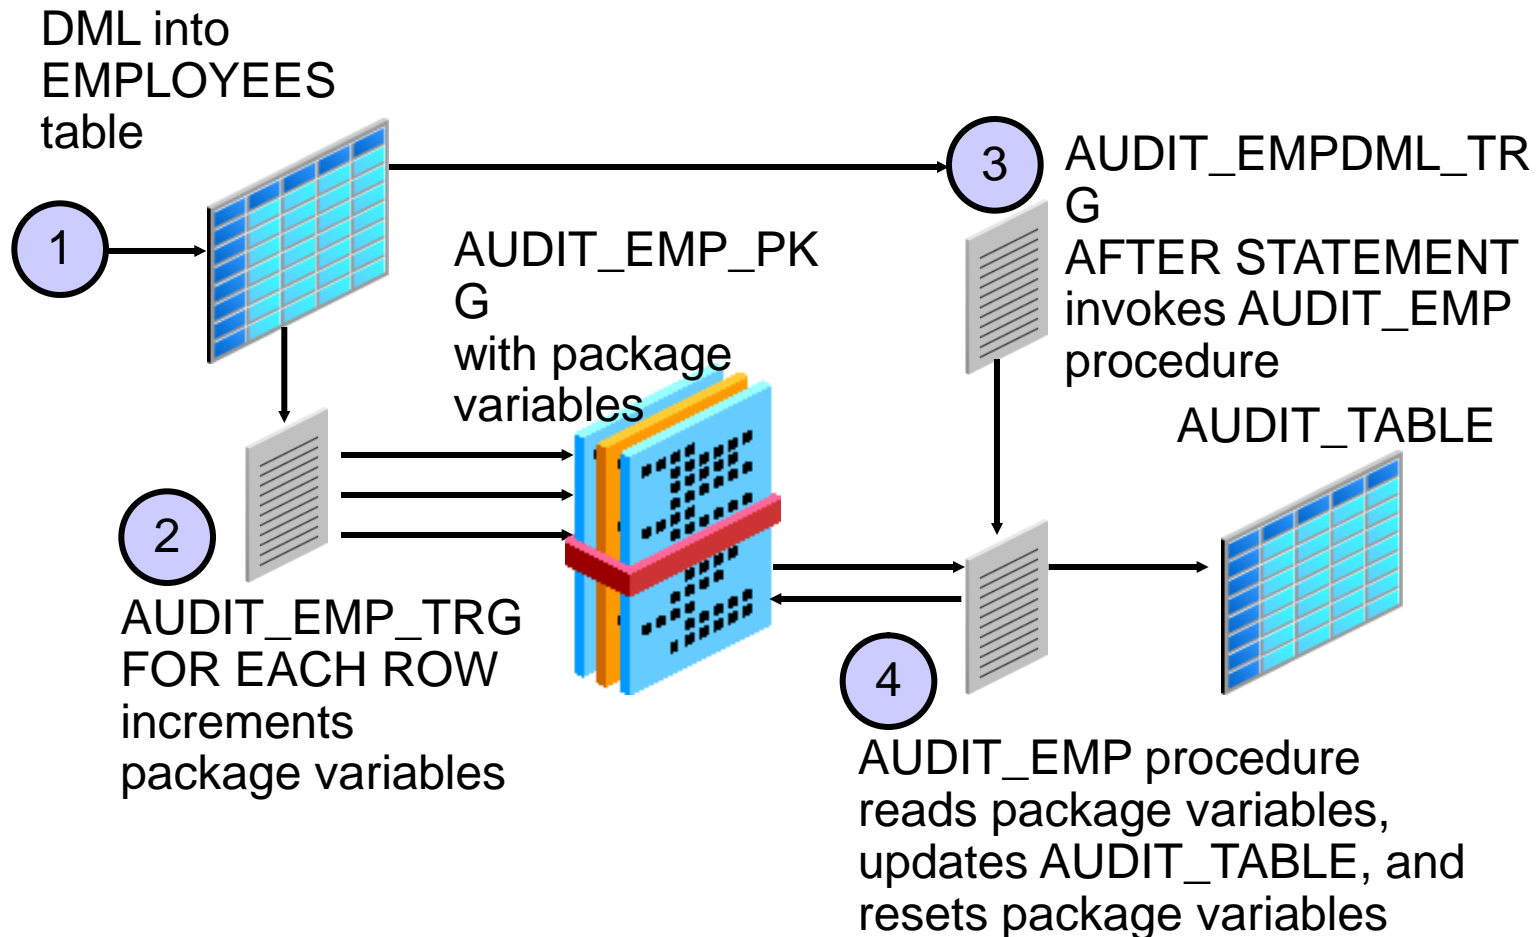 DML into
EMPLOYEES
table
1
3
AUDIT_EMPDML_TR
G
AFTER STATEMENT
invokes AUDIT_EMP
procedure
AUDIT_EMP_PK
G
with package
variables
AUDIT_TABLE
2
AUDIT_EMP_TRG
FOR EACH ROW
increments
package variables
4
AUDIT_EMP procedure
reads package variables,
updates AUDIT_TABLE, and
resets package variables